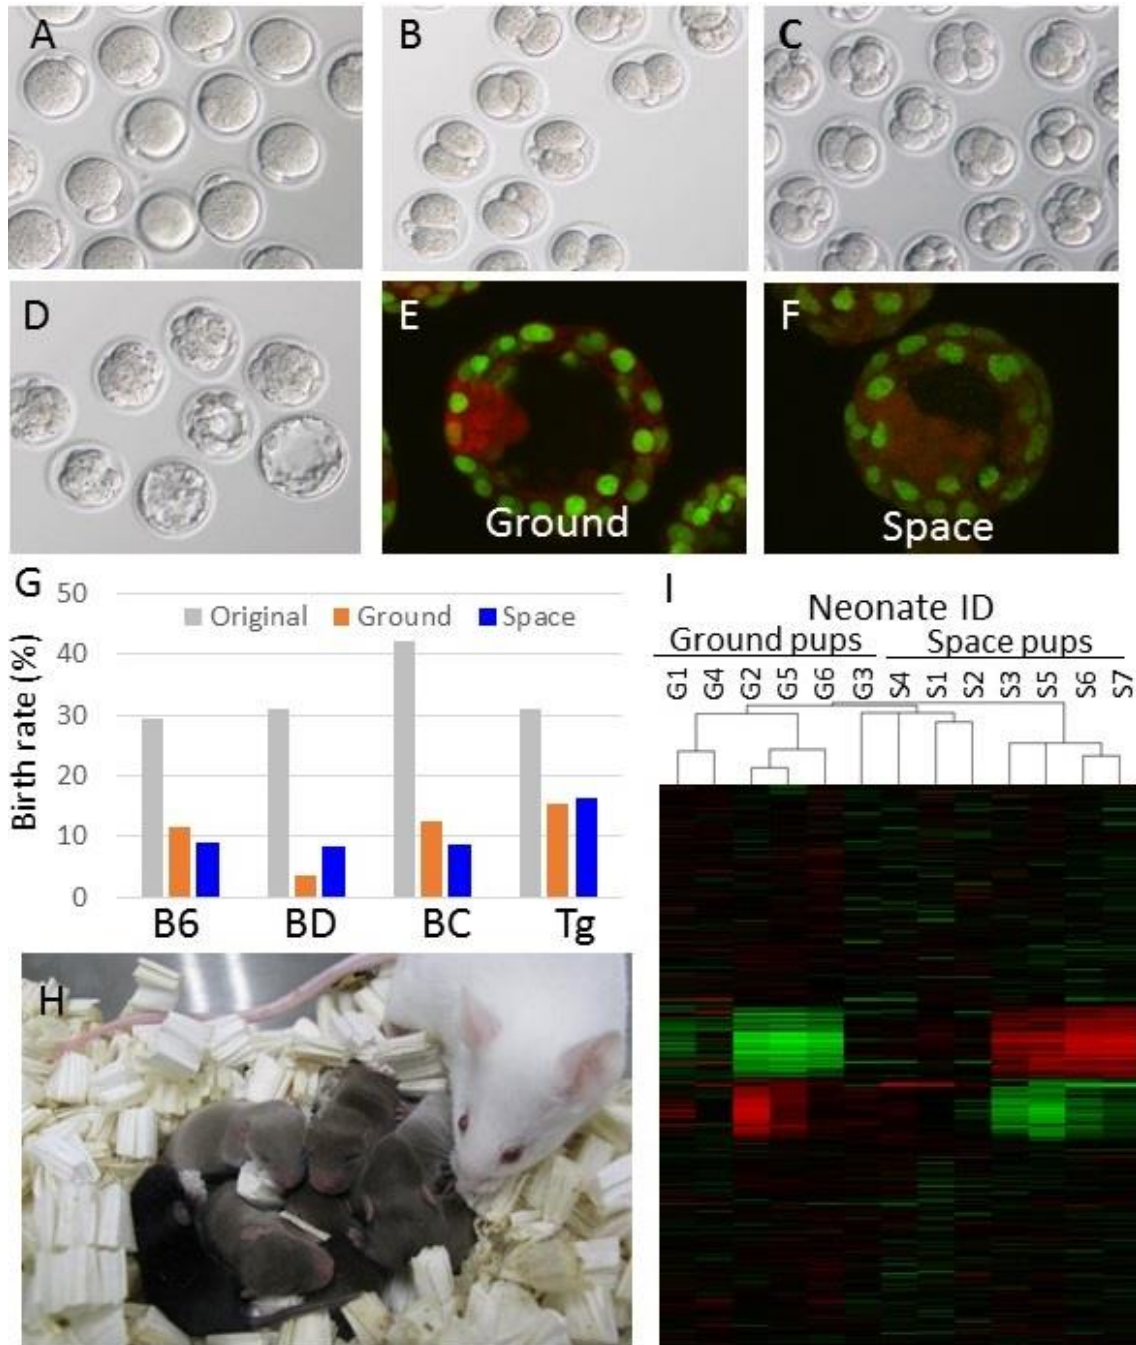 A
B
C
D
E
Ground
F
Space
G
50
40
30
20
10
0
Birth rate (%)
Original Ground Space
B6 BD BC Tg
H
I
Neonate ID
Ground pups Space pups
G1 G4 G2 G5 G6 G3 S4 S1 S2 S3 S5 S6 S7